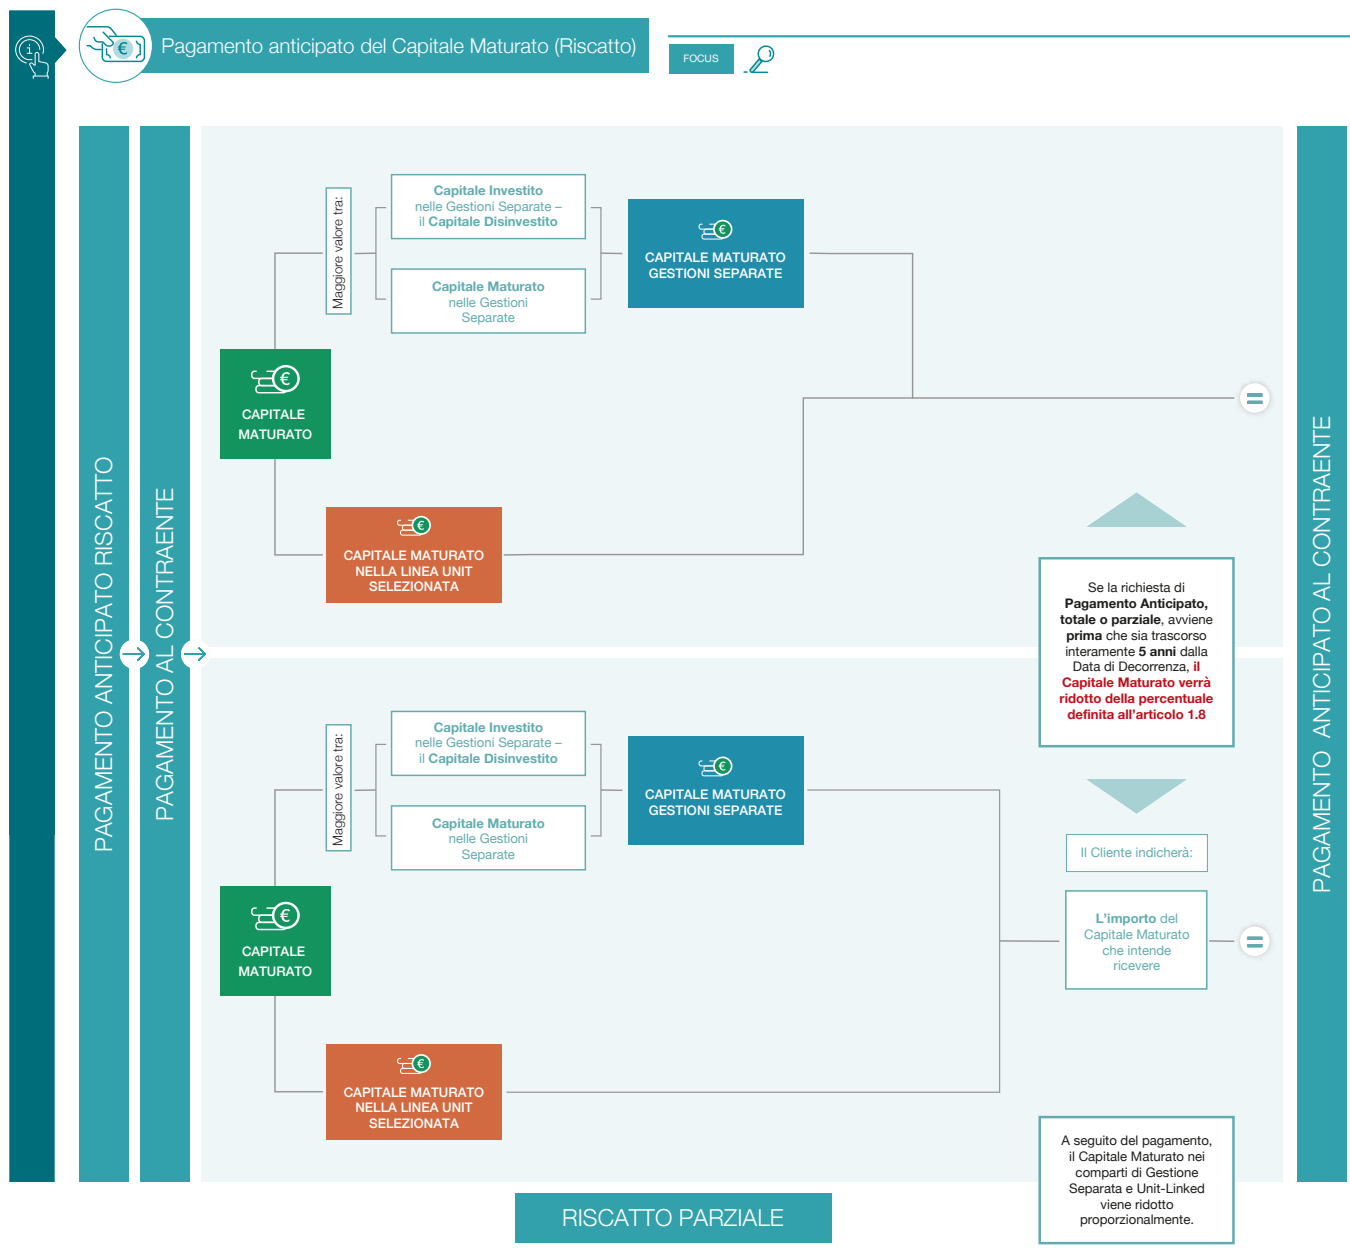 Pagamento anticipato del Capitale Maturato (Riscatto)
FOCUS
PAGAMENTO ANTICIPATO RISCATTO
PAGAMENTO AL CONTRAENTE
Maggiore valore tra:
Capitale Investito
nelle Gestioni Separate –
il Capitale Disinvestito
Capitale Maturato
nelle Gestioni
Separate
€
CAPITALE MATURATO
GESTIONI SEPARATE
€
CAPITALE
MATURATO
€
CAPITALE MATURATO
NELLA LINEA UNIT
SELEZIONATA
=
Se la richiesta di
Pagamento Anticipato,
totale o parziale, avviene
prima che sia trascorso
interamente 5 anni dalla
Data di Decorrenza, il
Capitale Maturato verrà
ridotto della percentuale
definita all’articolo 1.8
Maggiore valore tra:
Capitale Investito
nelle Gestioni Separate –
il Capitale Disinvestito
Capitale Maturato
nelle Gestioni
Separate
€
CAPITALE MATURATO
GESTIONI SEPARATE
€
CAPITALE
MATURATO
€
CAPITALE MATURATO
NELLA LINEA UNIT
SELEZIONATA
Il Cliente indicherà:
L’importo del
Capitale Maturato
che intende
ricevere
=
A seguito del pagamento,
il Capitale Maturato nei
comparti di Gestione
Separata e Unit-Linked
viene ridotto
proporzionalmente.
PAGAMENTO ANTICIPATO AL CONTRAENTE
RISCATTO PARZIALE